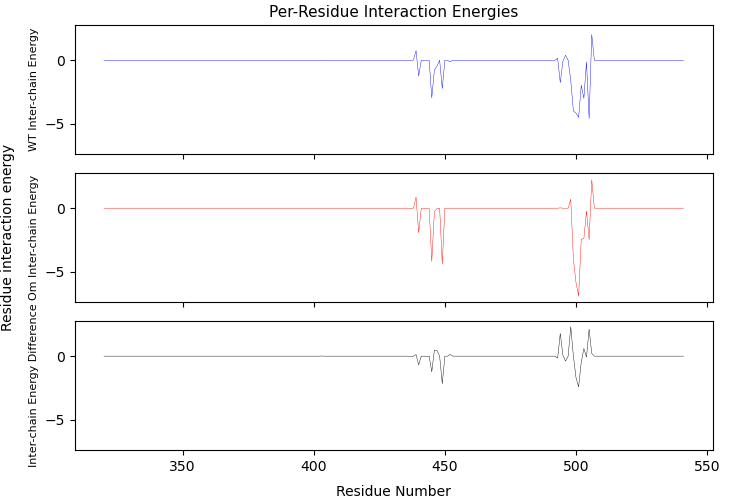 Per-Residue Interaction Energies
WT Inter-chain Energy
0
−5
Om Inter-chain Energy
0
−5
Inter-chain Energy Difference
0
−5
Residue interaction energy
350 400 450 500 550
Residue Number